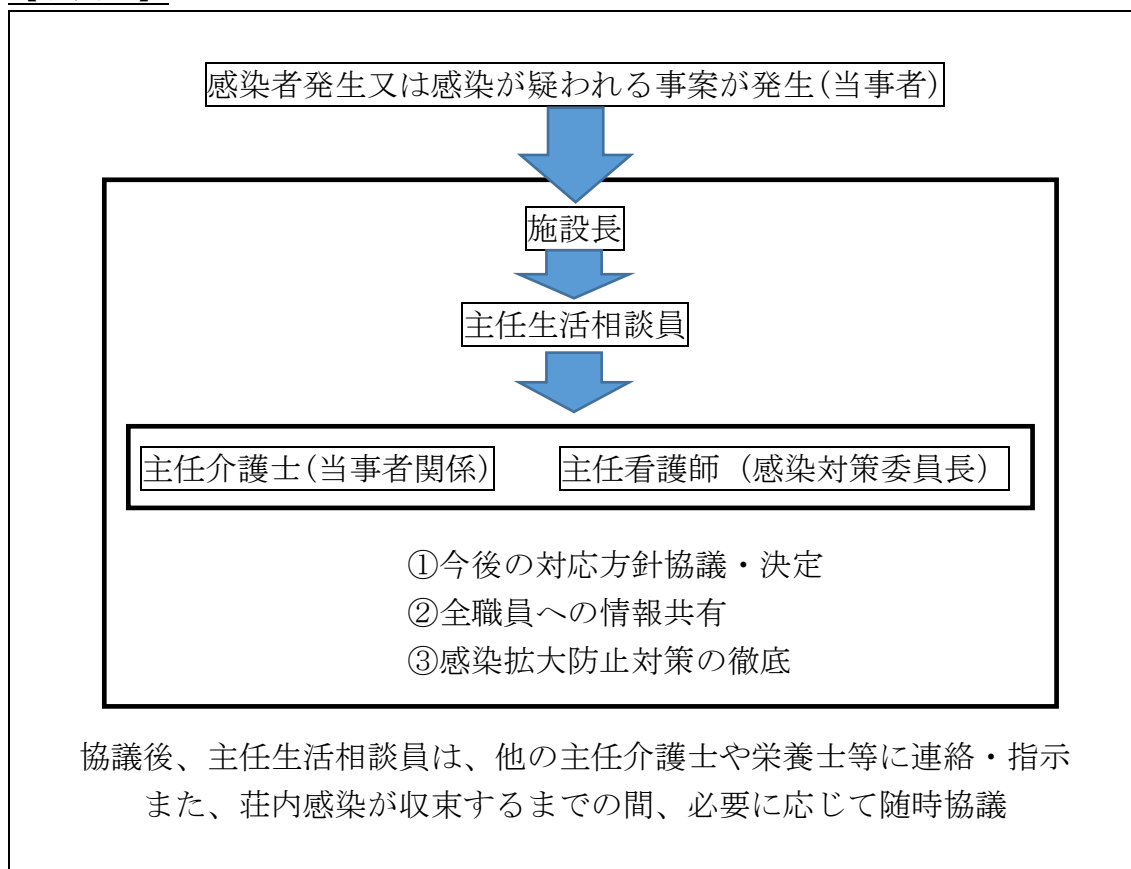 感染者発生又は感染が疑われる事案が発生(当事者)
施設長
主任生活相談員
主任介護士(当事者関係)
主任看護師（感染対策委員長）
①今後の対応方針協議・決定
②全職員への情報共有
③感染拡大防止対策の徹底
協議後、主任生活相談員は、他の主任介護士や栄養士等に連絡・指示
また、荘内感染が収束するまでの間、必要に応じて随時協議